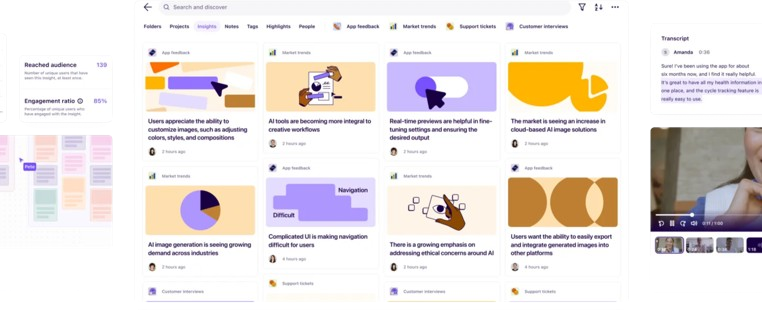 Reached audience 139
Number of unique users that have
seen this insight, at least once.
Engagement ratio 85%
Percentage of unique users who
have engaged with the insight.
Pete
Search and discover
Folders Projects Insights Notes Tags Highlights People App feedback Market trends Support tickets Customer interviews
App feedback
Users appreciate the ability to
customize images, such as adjusting
colors, styles, and compositions
2 hours ago
Market trends
AI tools are becoming more integral to
creative workflows
2 hours ago
App feedback
Real-time previews are helpful in fine-
tuning settings and ensuring the
desired output
2 hours ago
Market trends
The market is seeing an increase in
cloud-based AI image solutions
2 hours ago
Market trends
AI image generation is seeing growing
demand across industries
2 hours ago
App feedback
Navigation
Difficult
Complicated UI is making navigation
difficult for users
4 hours ago
Market trends
There is a growing emphasis on
addressing ethical concerns around AI
2 hours ago
App feedback
Users want the ability to easily export
and integrate generated images into
other platforms
4 hours ago
Customer interviews
Support tickets
Customer interviews
Support tickets
Transcript
Amanda 0:36
Sure! I've been using the app for about
six months now, and I find it really helpful.
It's great to have all my health information in
one place, and the cycle tracking feature is
really easy to use.
0:11 / 1:00
1:18